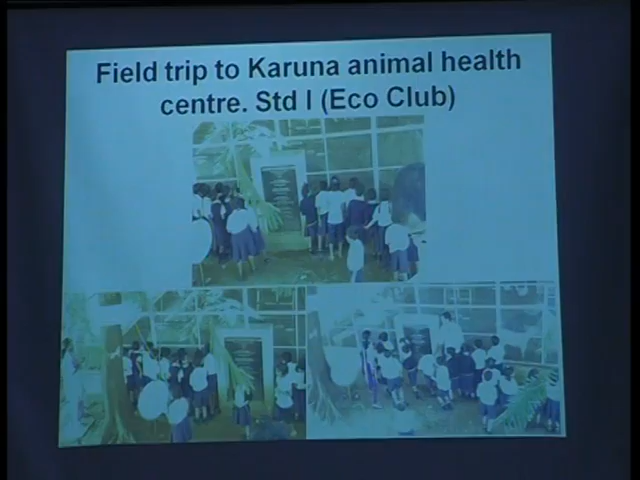 Field trip to Karuna animal health
centre. Std I (Eco Club)